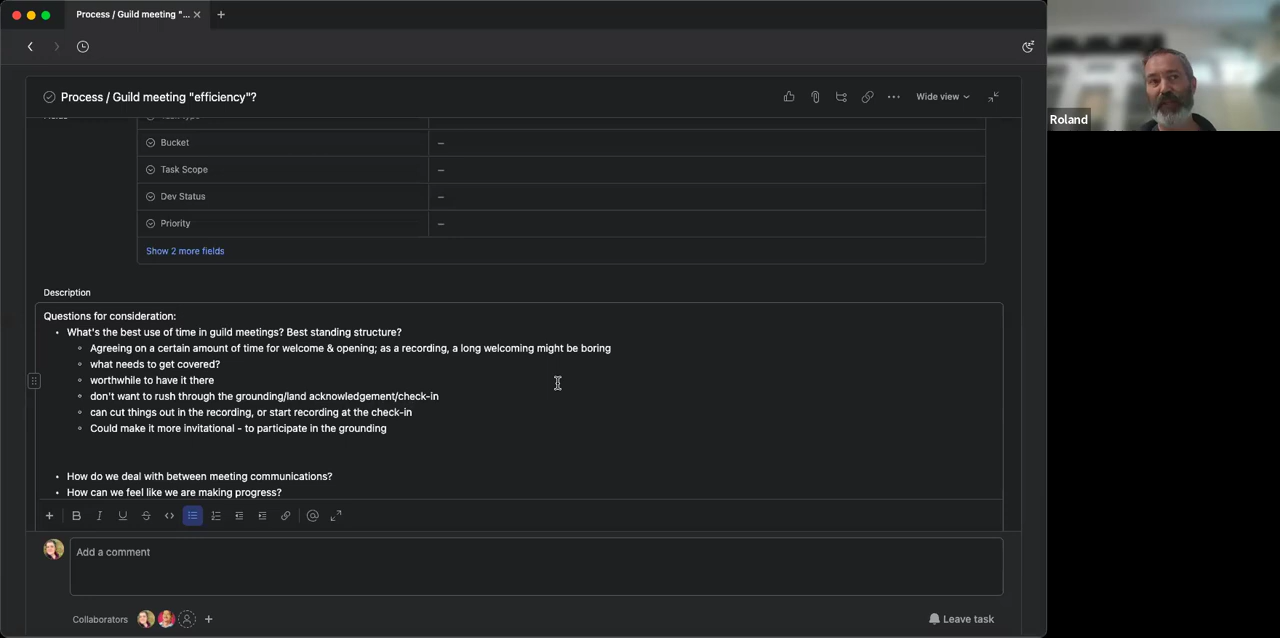 Process / Guild meeting "...
Process / Guild meeting "efficiency"?
Wide view
Roland
Bucket
—
Task Scope
—
Dev Status
—
Priority
—
Show 2 more fields
Description
Questions for consideration:
• What's the best use of time in guild meetings? Best standing structure?
◦ Agreeing on a certain amount of time for welcome & opening; as a recording, a long welcoming might be boring
◦ what needs to get covered?
◦ worthwhile to have it there
◦ don't want to rush through the grounding/land acknowledgement/check-in
◦ can cut things out in the recording, or start recording at the check-in
◦ Could make it more invitational - to participate in the grounding
• How do we deal with between meeting communications?
• How can we feel like we are making progress?
Add a comment
Collaborators
Leave task